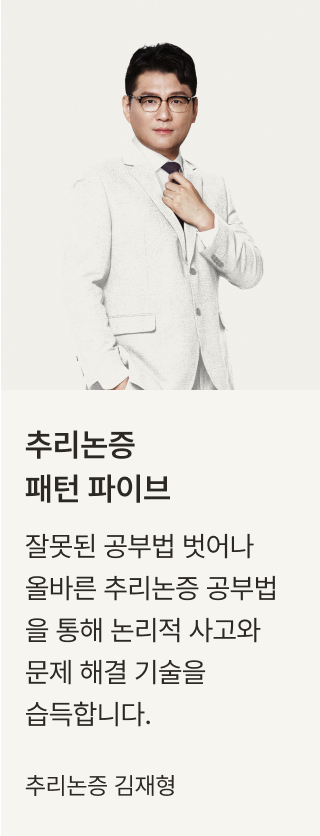 추리논증
패턴 파이브
잘못된 공부법 벗어나
올바른 추리논증 공부법
을 통해 논리적 사고와
문제 해결 기술을
습득합니다.
추리논증 김재형